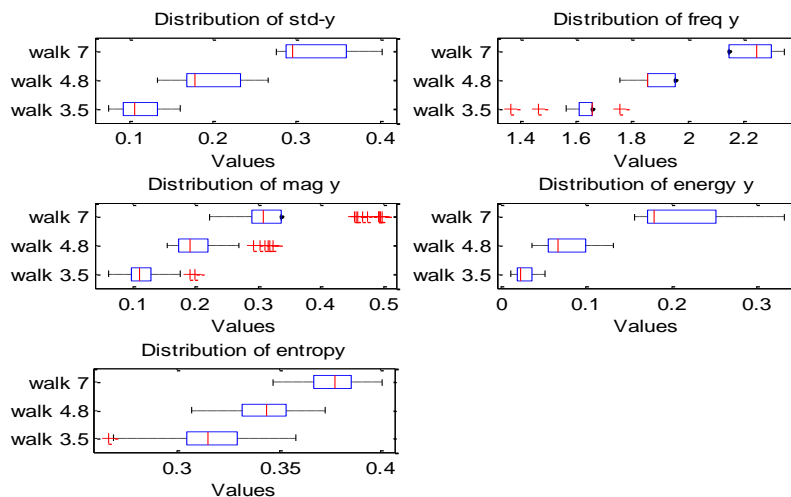 Distribution of std-y
walk 7
walk 4.8
walk 3.5
0.1 0.2 0.3 0.4
Values
Distribution of freq y
walk 7
walk 4.8
walk 3.5
1.4 1.6 1.8 2 2.2
Values
Distribution of mag y
walk 7
walk 4.8
walk 3.5
0.1 0.2 0.3 0.4 0.5
Values
Distribution of energy y
walk 7
walk 4.8
walk 3.5
0 0.1 0.2 0.3
Values
Distribution of entropy
walk 7
walk 4.8
walk 3.5
0.3 0.35 0.4
Values